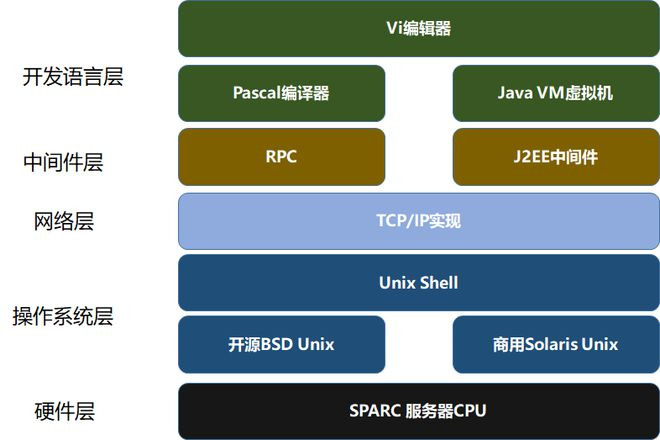 Vi编辑器
开发语言层
Pascal编译器
Java VM虚拟机
中间件层
RPC
J2EE中间件
网络层
TCP/IP实现
Unix Shell
操作系统层
开源BSD Unix
商用Solaris Unix
硬件层
SPARC 服务器CPU